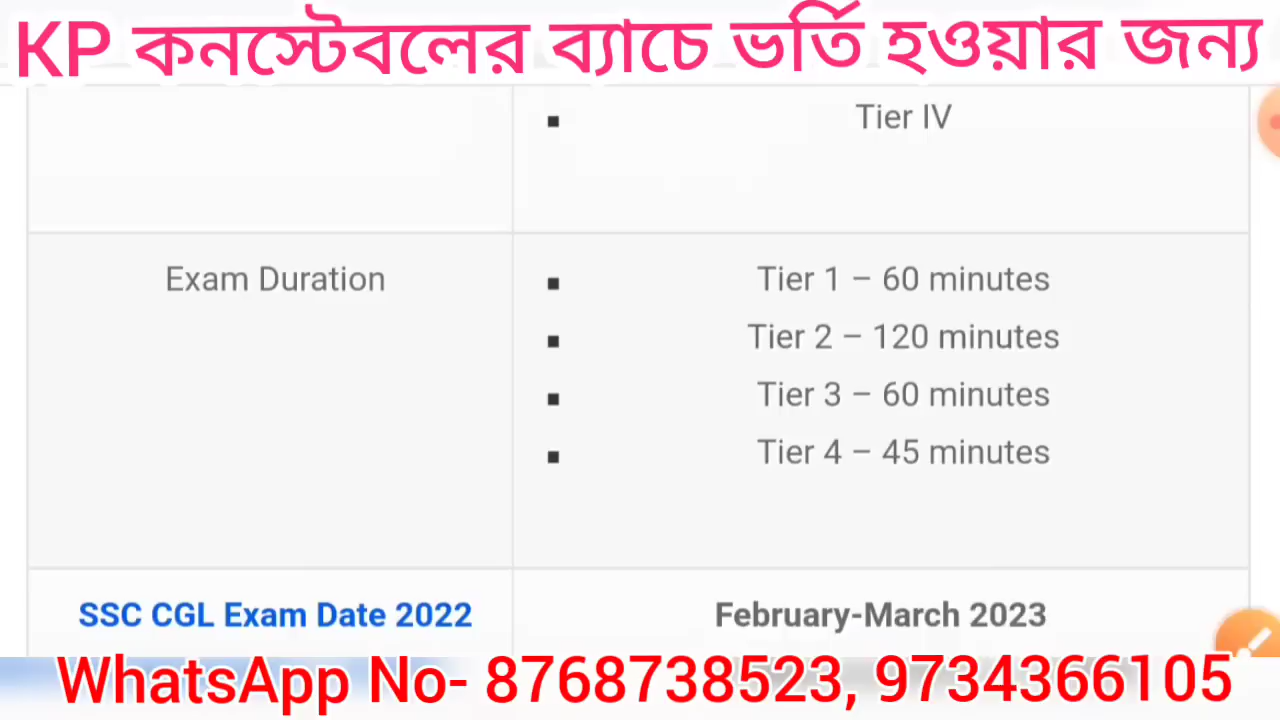 KP কনস্টেবলের ব্যাচে ভর্তি হওয়ার জন্য
▪ Tier IV
Exam Duration
▪ Tier 1 – 60 minutes
▪ Tier 2 – 120 minutes
▪ Tier 3 – 60 minutes
▪ Tier 4 – 45 minutes
SSC CGL Exam Date 2022 February-March 2023
WhatsApp No- 8768738523, 9734366105